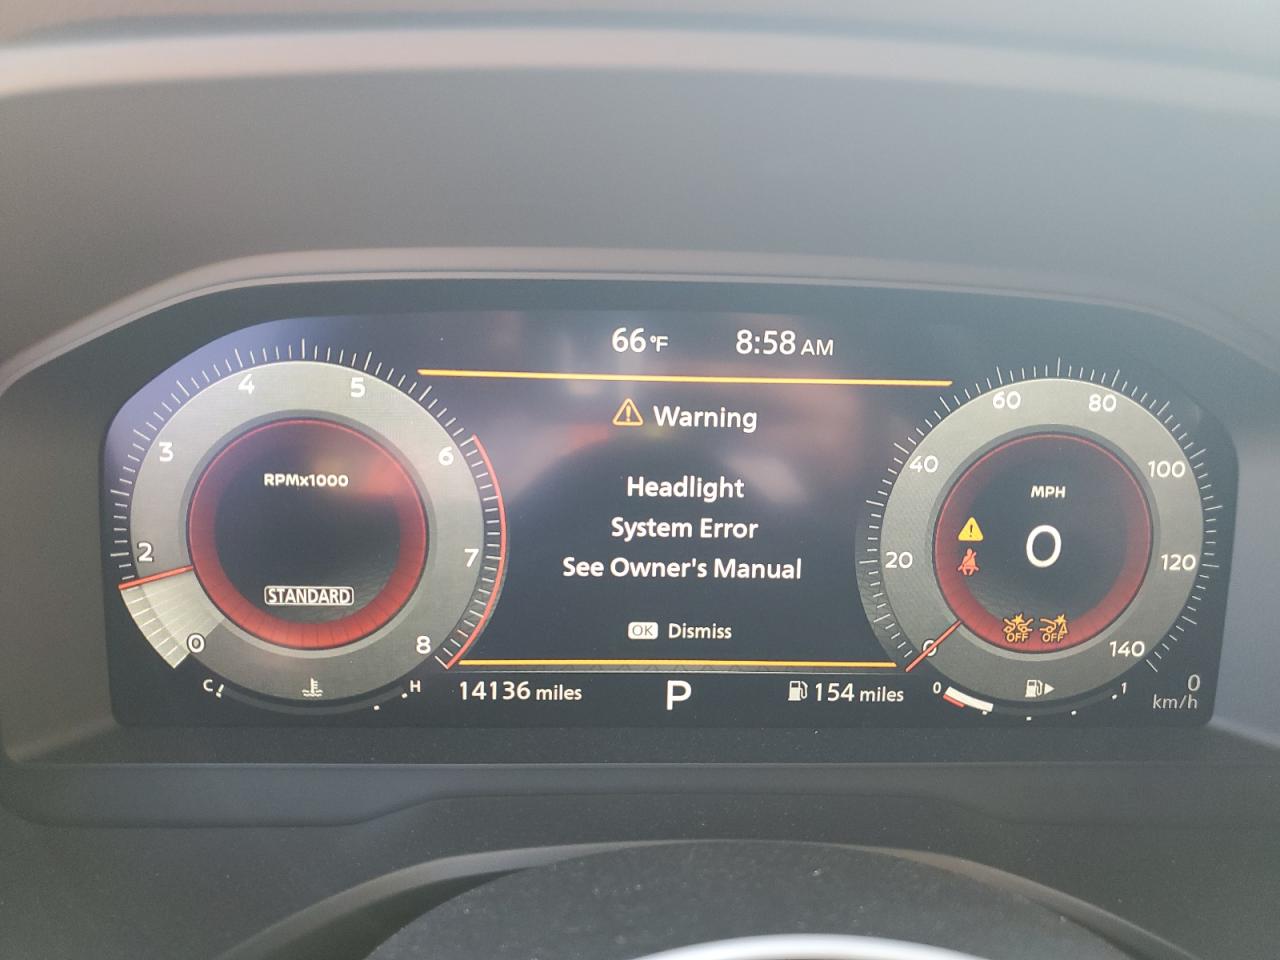 66°F 8:58 AM
Warning
Headlight
System Error
See Owner's Manual
OK Dismiss
14136 miles P 154 miles
RPMx1000
STANDARD
0 2 3 4 5 6 7 8
C H
MPH
0
0 20 40 60 80 100 120 140
OFF OFF
0 1
0
km/h